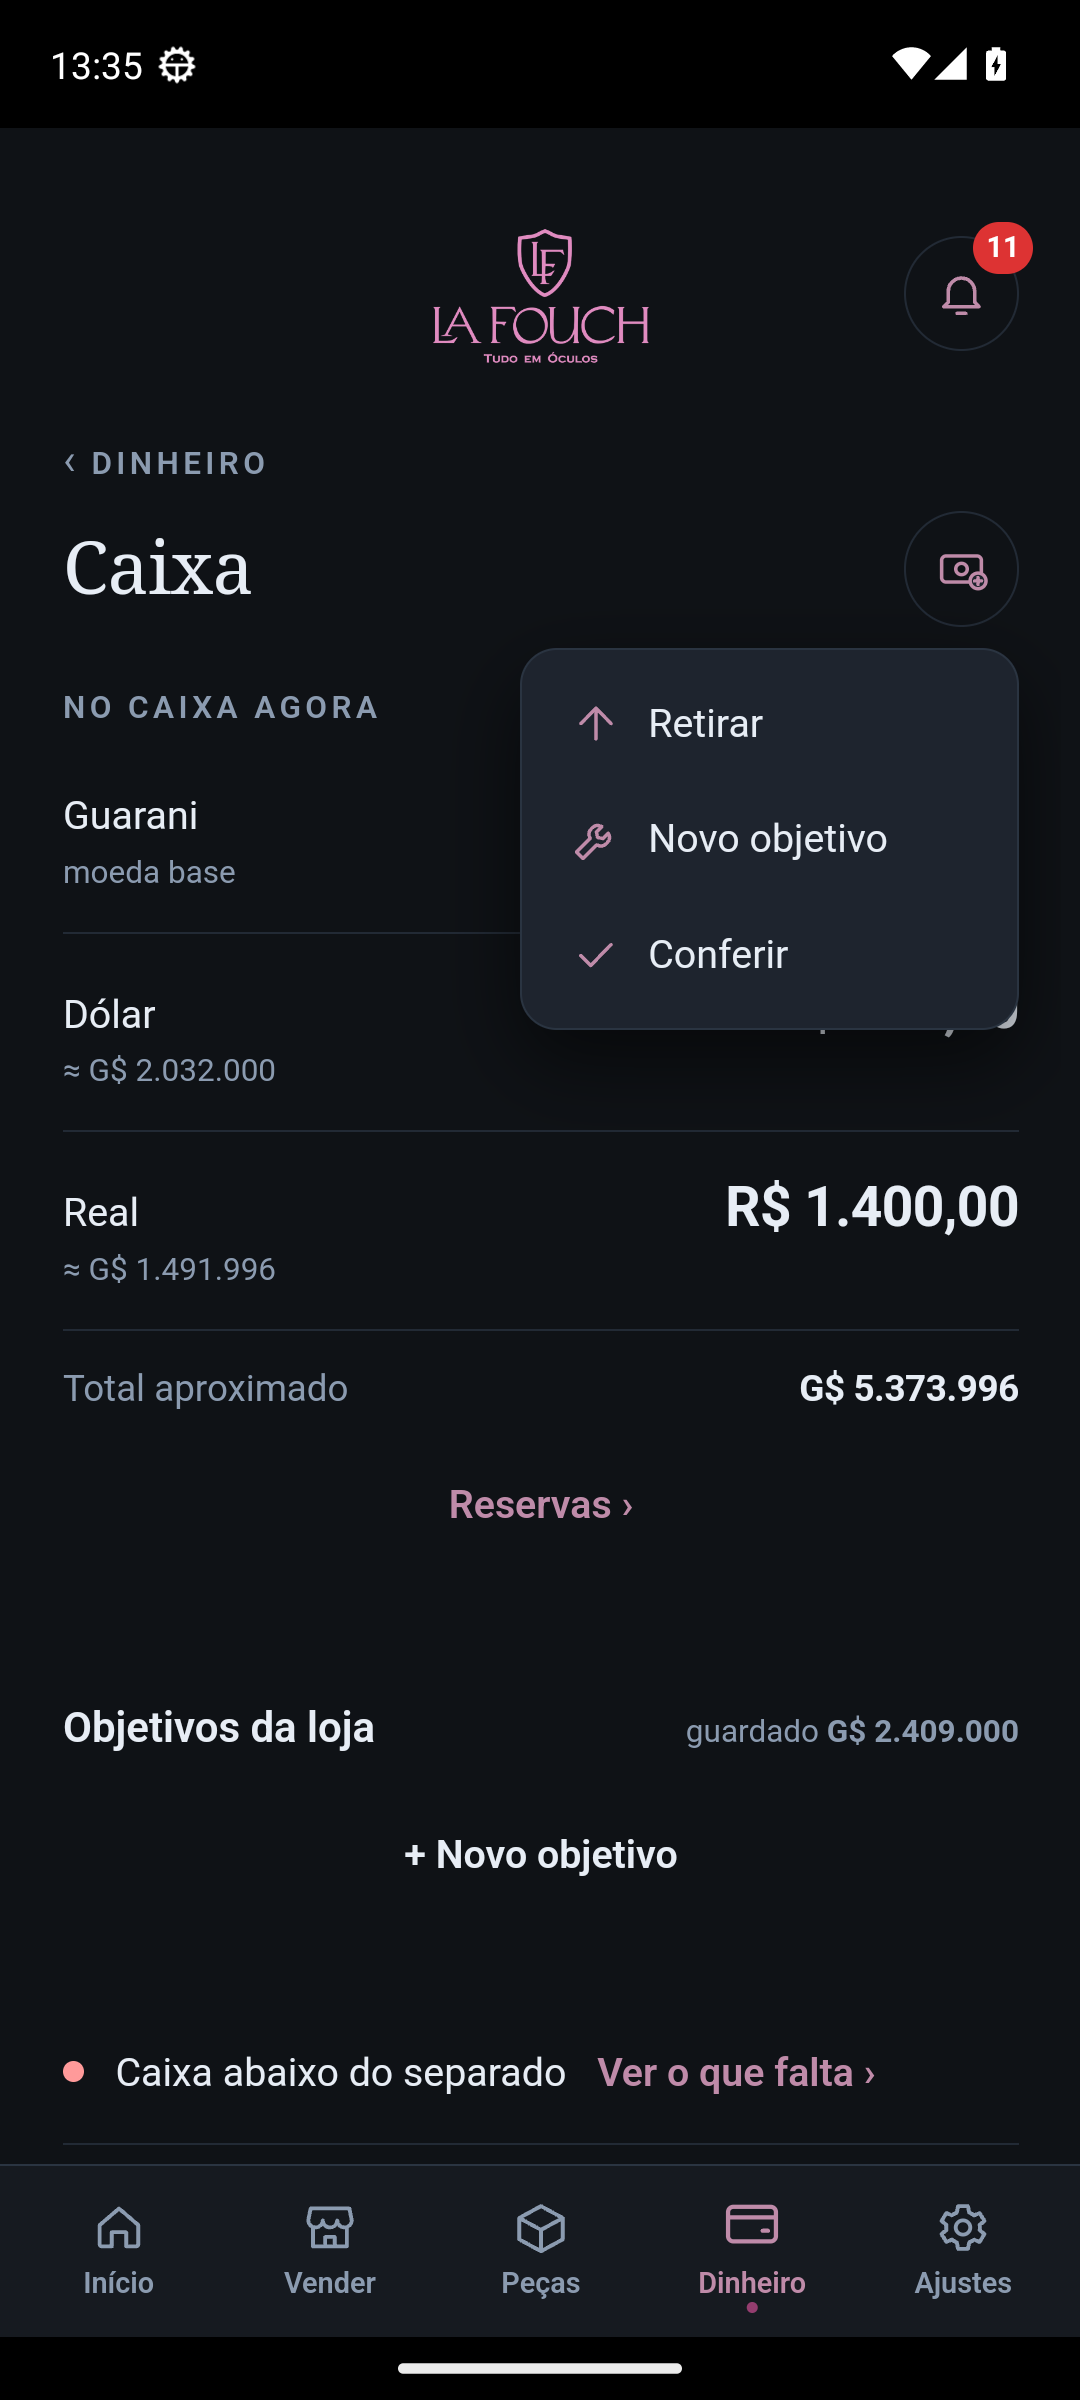 13:35
11
LF
LA FOUCH
TUDO EM ÓCULOS
‹ DINHEIRO
Caixa
Retirar
NO CAIXA AGORA
Novo objetivo
Guarani
moeda base
Conferir
Dólar
≈ G$ 2.032.000
Real
R$ 1.400,00
≈ G$ 1.491.996
Total aproximado
G$ 5.373.996
Reservas ›
Objetivos da loja
guardado G$ 2.409.000
+ Novo objetivo
Caixa abaixo do separado Ver o que falta ›
Início
Vender
Peças
Dinheiro
Ajustes